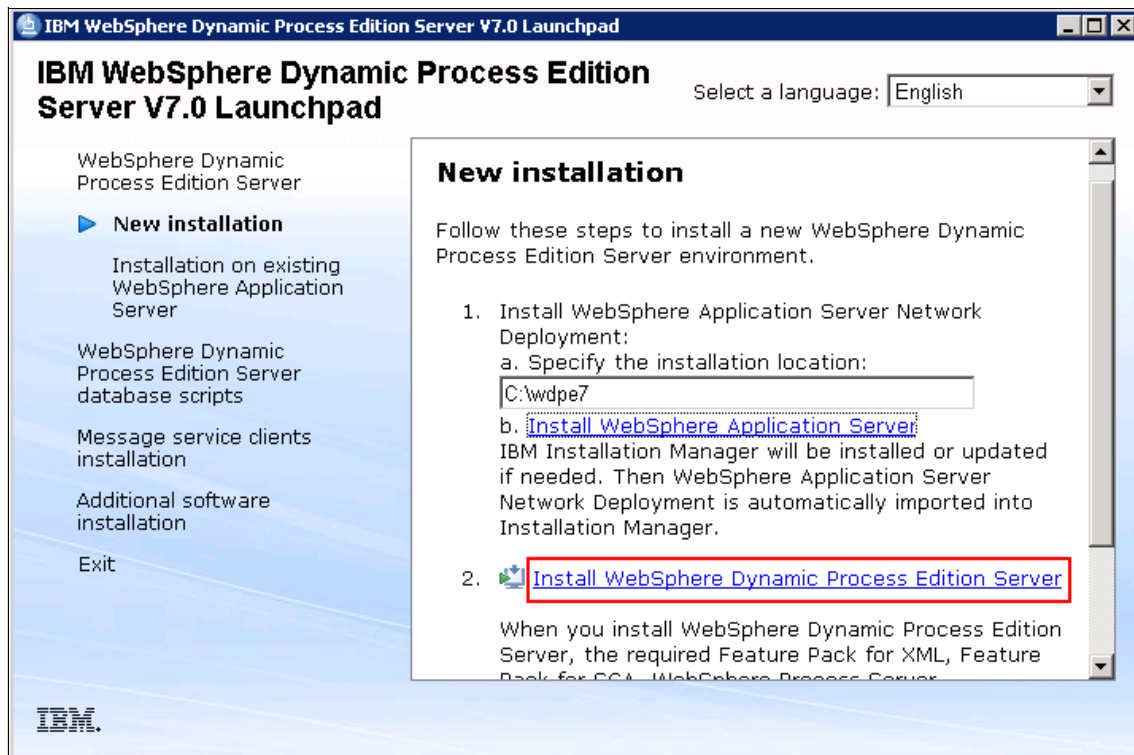 IBM WebSphere Dynamic Process Edition Server V7.0 Launchpad
IBM WebSphere Dynamic Process Edition
Server V7.0 Launchpad
Select a language: English
WebSphere Dynamic
Process Edition Server
New installation
Installation on existing
WebSphere Application
Server
WebSphere Dynamic
Process Edition Server
database scripts
Message service clients
installation
Additional software
installation
Exit
New installation
Follow these steps to install a new WebSphere Dynamic
Process Edition Server environment.
1. Install WebSphere Application Server Network
Deployment:
a. Specify the installation location:
C:\wdpe7
b. Install WebSphere Application Server
IBM Installation Manager will be installed or updated
if needed. Then WebSphere Application Server
Network Deployment is automatically imported into
Installation Manager.
2. Install WebSphere Dynamic Process Edition Server
When you install WebSphere Dynamic Process Edition
Server, the required Feature Pack for XML, Feature
IBM.